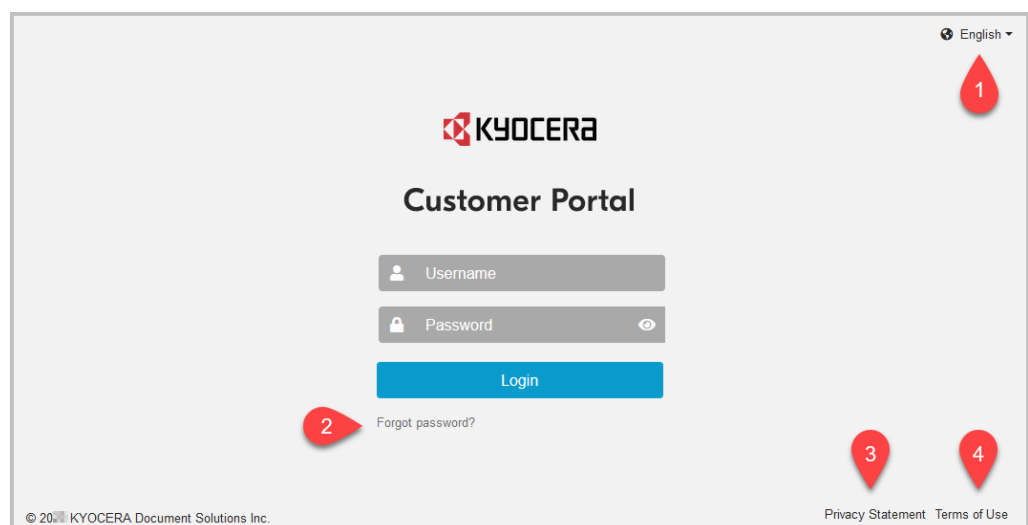 English
1
KYOCERA
Customer Portal
Username
Password
Login
2
Forgot password?
3
4
© 20 KYOCERA Document Solutions Inc.
Privacy Statement Terms of Use